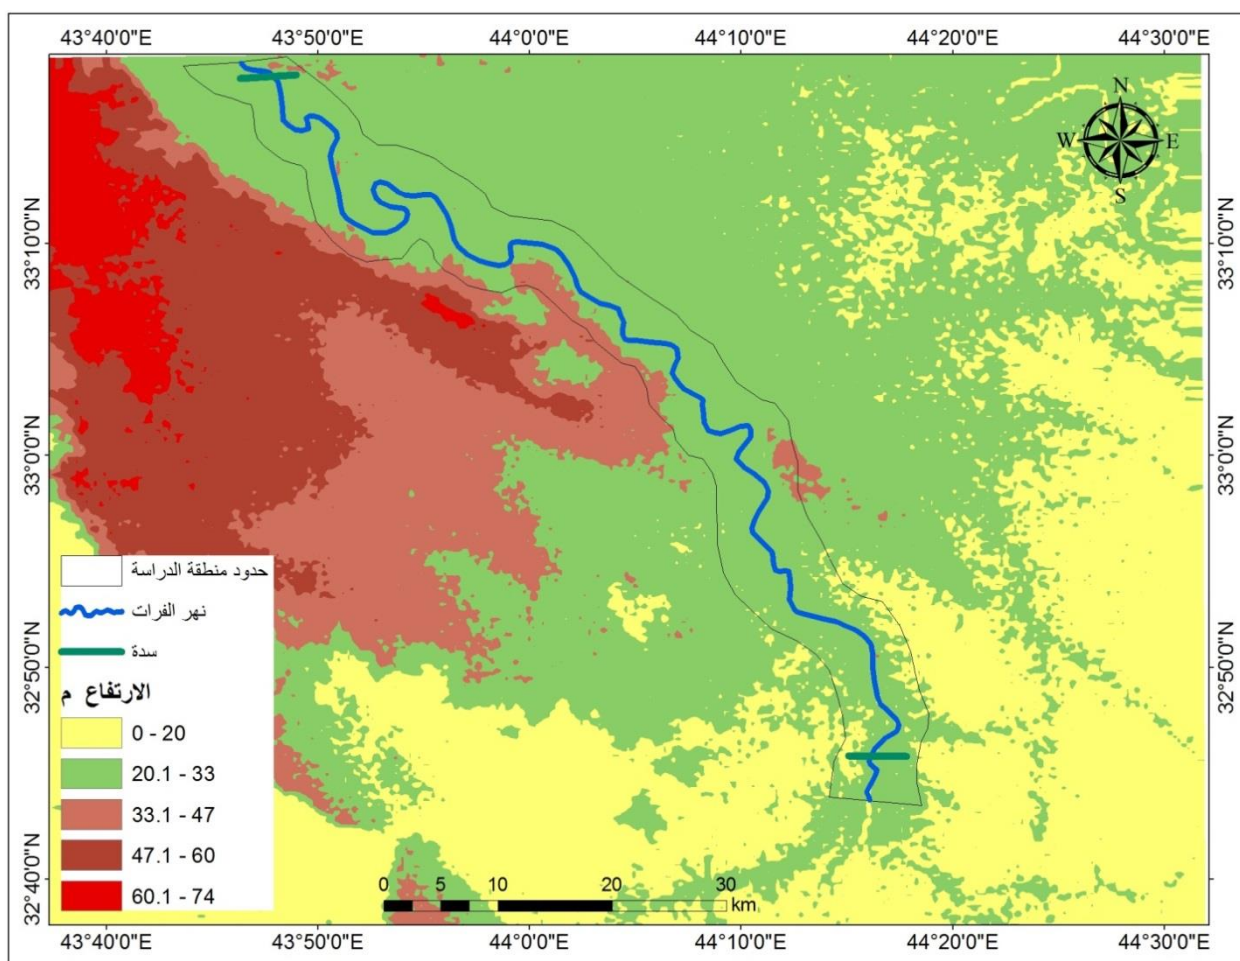 43°40'0"E 43°50'0"E 44°0'0"E 44°10'0"E 44°20'0"E 44°30'0"E
N
W E
S
33°10'0"N 33°10'0"N
33°0'0"N 33°0'0"N
حدود منطقة الدراسة
نهر الفرات
سدة
32°50'0"N 32°50'0"N
الارتفاع م
0 - 20
20.1 - 33
33.1 - 47
47.1 - 60
60.1 - 74
32°40'0"N 32°40'0"N
0 5 10 20 30
km
43°40'0"E 43°50'0"E 44°0'0"E 44°10'0"E 44°20'0"E 44°30'0"E